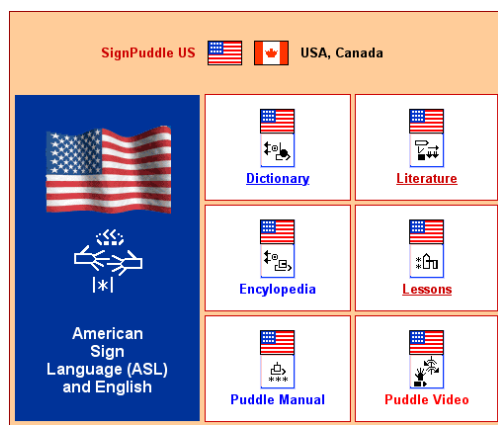 SignPuddle US USA, Canada
American
Sign
Language (ASL)
and English
Dictionary
Literature
Encylopedia
Lessons
Puddle Manual
Puddle Video